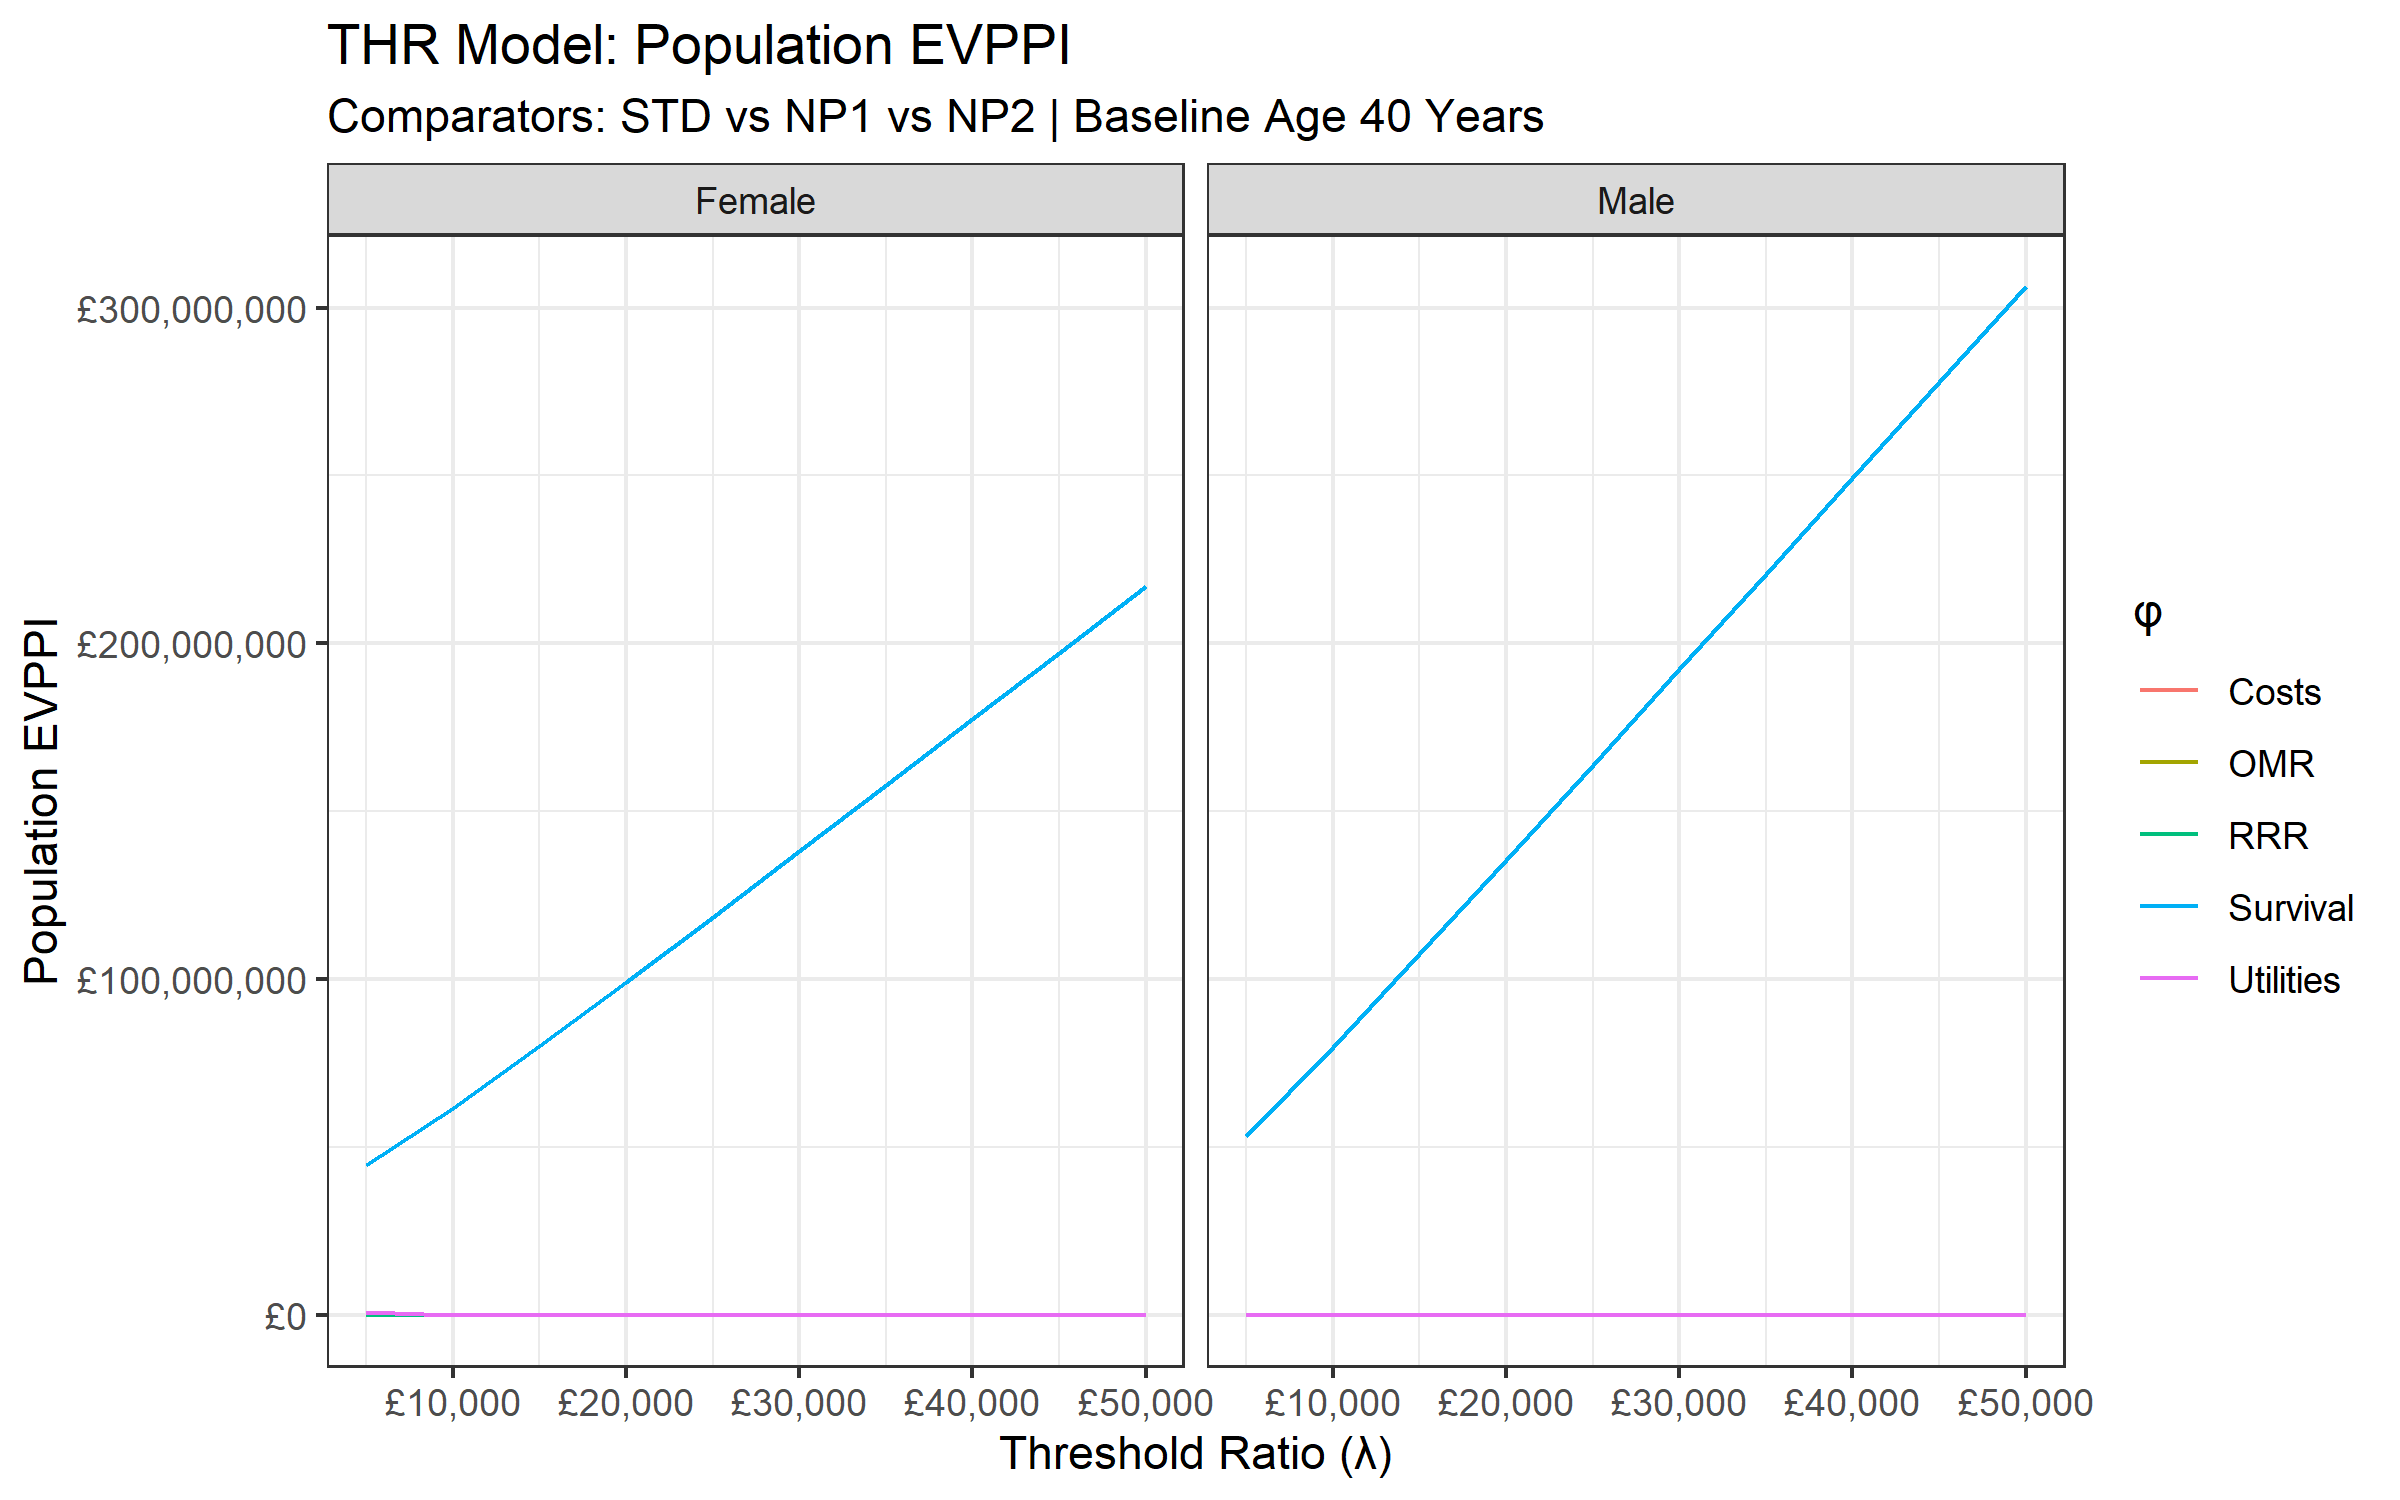 THR Model: Population EVPPI
Comparators: STD vs NP1 vs NP2 | Baseline Age 40 Years
Female
Male
Population EVPPI
£300,000,000
£200,000,000
£100,000,000
£0
£10,000 £20,000 £30,000 £40,000 £50,000
£10,000 £20,000 £30,000 £40,000 £50,000
Threshold Ratio (λ)
φ
Costs
OMR
RRR
Survival
Utilities